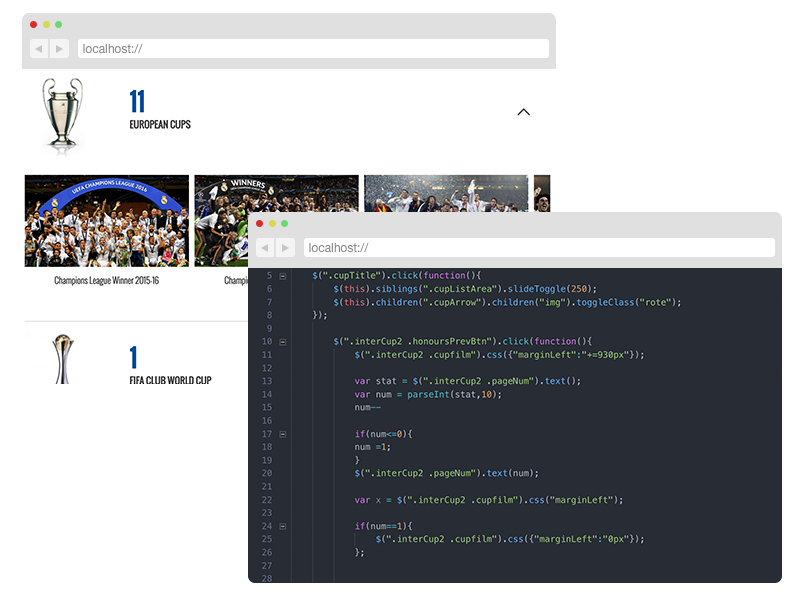 localhost://
11
EUROPEAN CUPS
UEFA CHAMPIONS LEAGUE 2016
WINNERS
Champions League Winner 2015-16
1
FIFA CLUB WORLD CUP
localhost://
5 $(".cupTitle").click(function(){
6 $(this).siblings(".cupListArea").slideToggle(250);
7 $(this).children(".cupArrow").children("img").toggleClass("rote");
8 });
9
10 $(".interCup2 .honoursPrevBtn").click(function(){
11 $(".interCup2 .cupfilm").css({"marginLeft":"+=930px"});
12
13 var stat = $(".interCup2 .pageNum").text();
14 var num = parseInt(stat,10);
15 num--
16
17 if(num<=0){
18 num =1;
19 }
20 $(".interCup2 .pageNum").text(num);
21
22 var x = $(".interCup2 .cupfilm").css("marginLeft");
23
24 if(num==1){
25 $(".interCup2 .cupfilm").css({"marginLeft":"0px"});
26 };
27
28